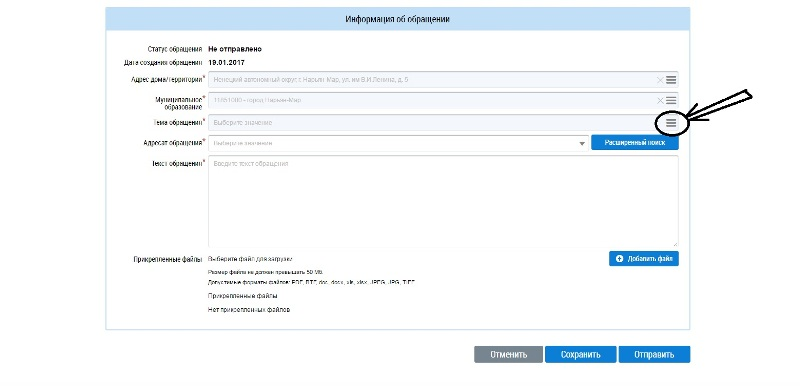 Информация об обращении
Статус обращения Не отправлено
Дата создания обращения 19.01.2017
Адрес дома/территории* Ненецкий автономный округ, г. Нарьян-Мар, ул. им В.И.Ленина, д. 5
Муниципальное образование* 11851000 - город Нарьян-Мар
Тема обращения* Выберите значение
Адресат обращения* Выберите значение Расширенный поиск
Текст обращения* Введите текст обращения
Прикрепленные файлы Выберите файл для загрузки Добавить файл
Размер файла не должен превышать 50 Мб.
Допустимые форматы файлов: PDF, RTF, doc, docx, xls, xlsx, JPEG, JPG, TIFF
Прикрепленные файлы
Нет прикрепленных файлов
Отменить Сохранить Отправить